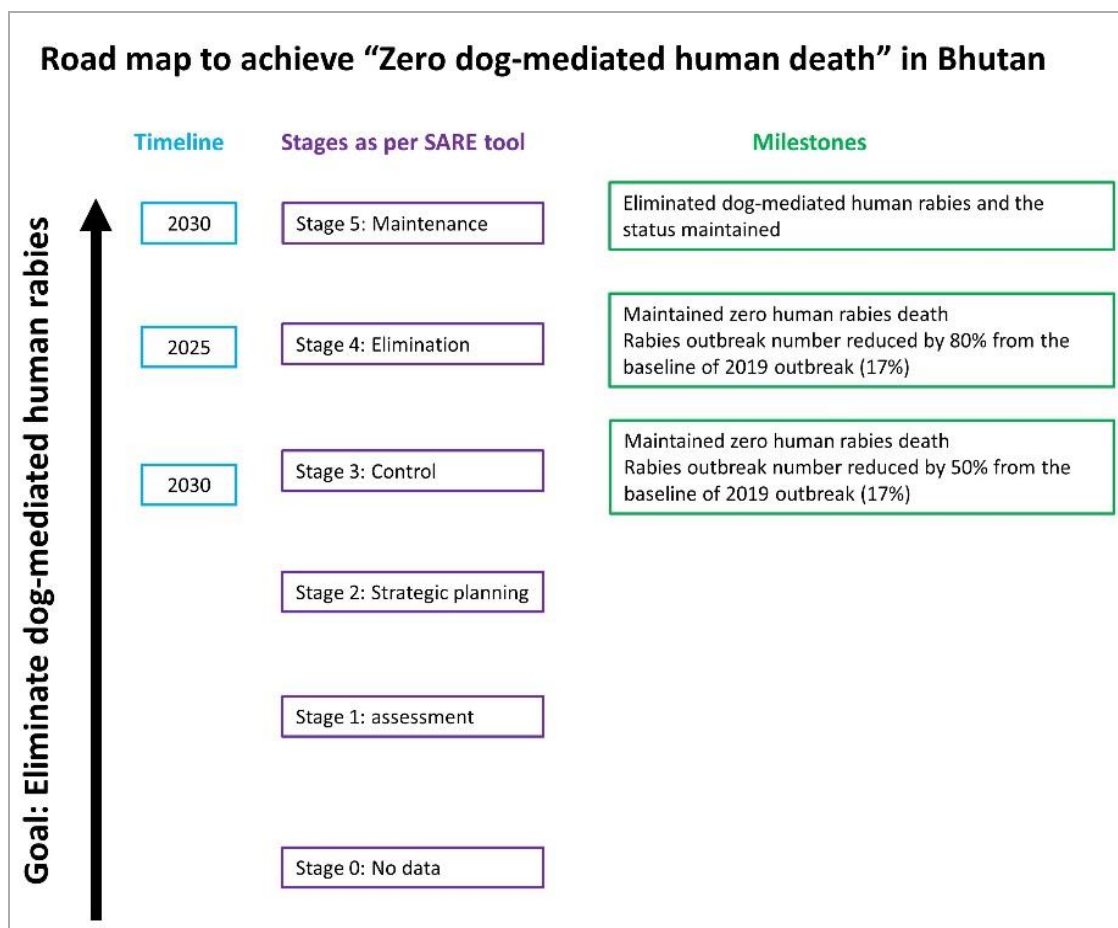 Road map to achieve “Zero dog-mediated human death” in Bhutan
Timeline
Stages as per SARE tool
Milestones
Goal: Eliminate dog-mediated human rabies
2030
Stage 5: Maintenance
Eliminated dog-mediated human rabies and the
status maintained
2025
Stage 4: Elimination
Maintained zero human rabies death
Rabies outbreak number reduced by 80% from the
baseline of 2019 outbreak (17%)
2030
Stage 3: Control
Maintained zero human rabies death
Rabies outbreak number reduced by 50% from the
baseline of 2019 outbreak (17%)
Stage 2: Strategic planning
Stage 1: assessment
Stage 0: No data